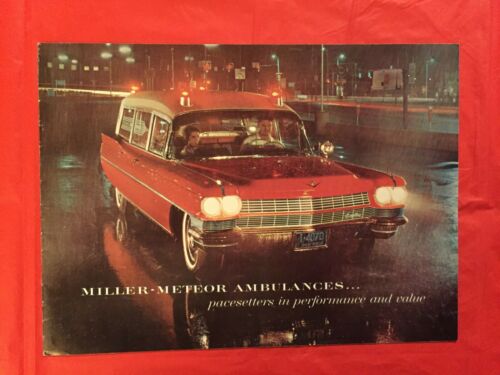 MILLER-METEOR AMBULANCES...
pacesetters in performance and value